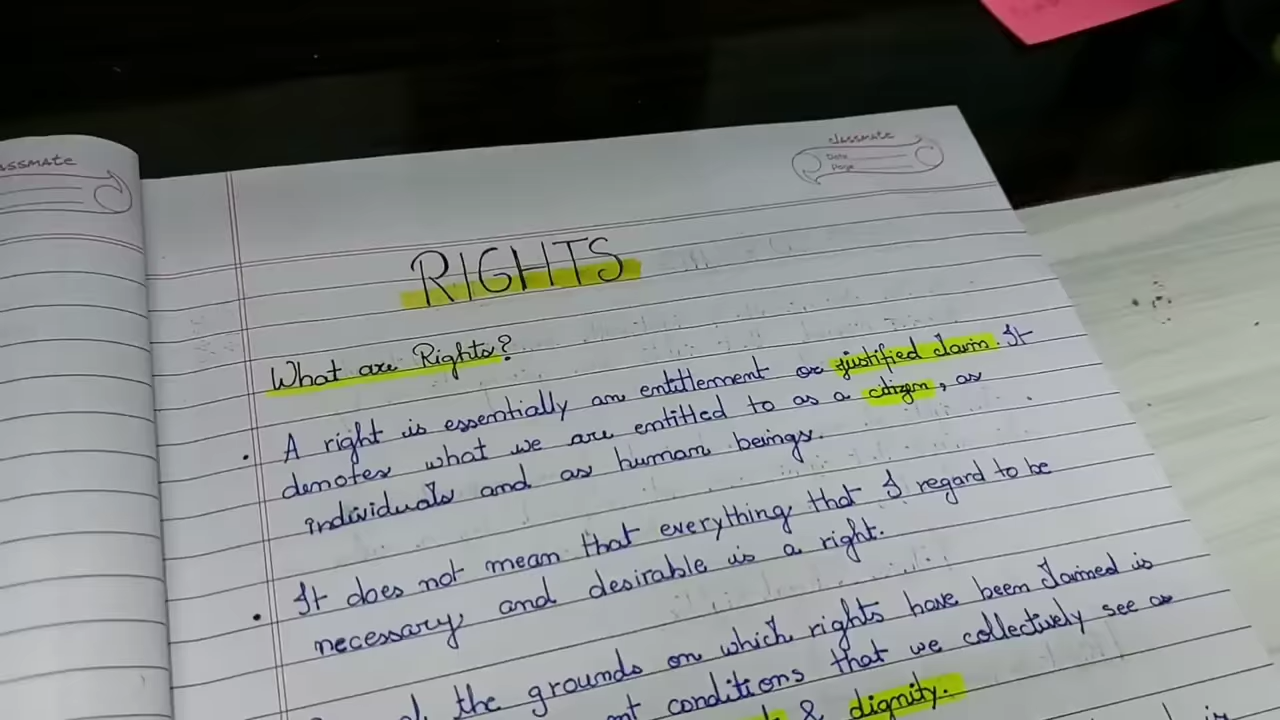 assmate
classmate
Date
Page
RIGHTS
What are Rights?
• A right is essentially an entitlement or justified claim. It
denotes what we are entitled to as a citizen, as
individuals and as human beings.
• It does not mean that everything that I regard to be
necessary and desirable is a right.
the grounds on which rights have been claimed is
conditions that we collectively see as
& dignity.